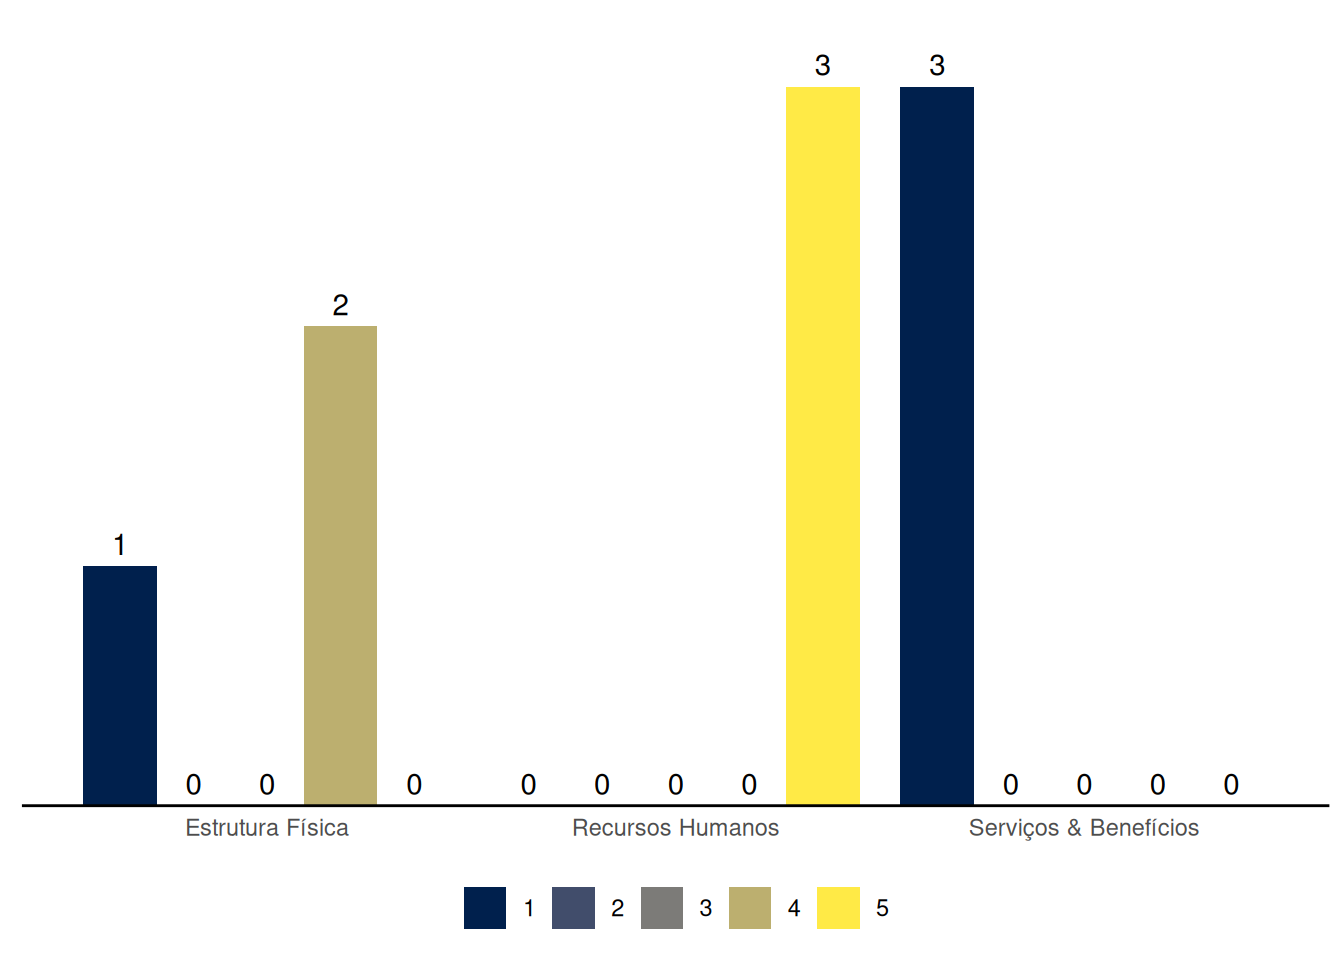 3 3
2
1
0 0 0 0 0 0 0 0 0 0 0
Estrutura Física Recursos Humanos Serviços & Benefícios
1 2 3 4 5